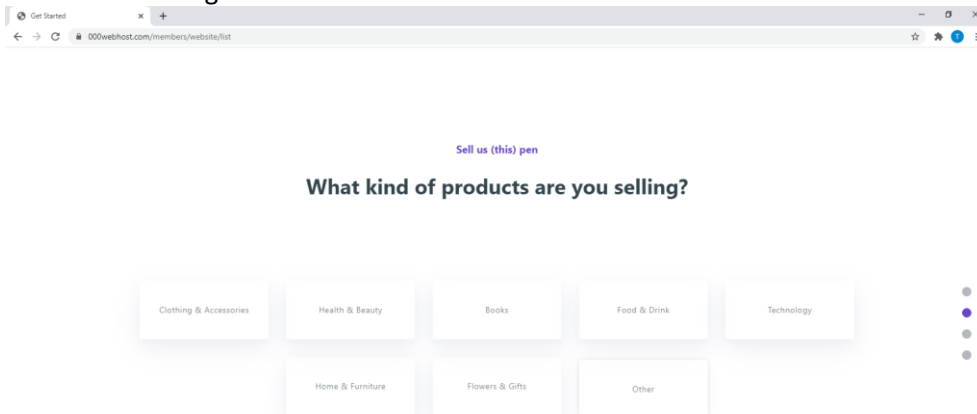 Get Started
000webhost.com/members/website/list
T
Sell us (this) pen
What kind of products are you selling?
Clothing & Accessories
Health & Beauty
Books
Food & Drink
Technology
Home & Furniture
Flowers & Gifts
Other